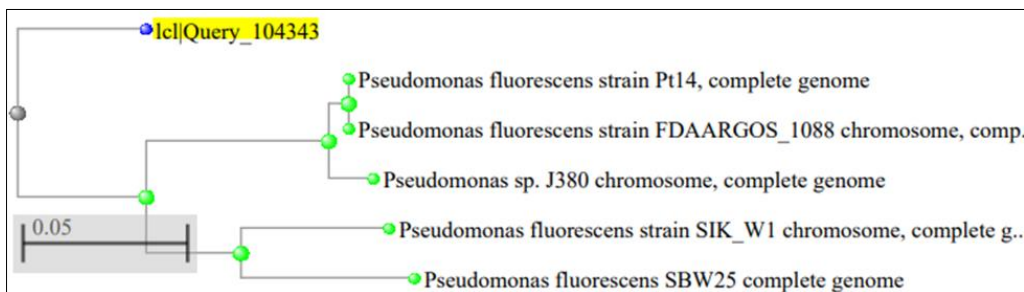 lcl|Query_104343
Pseudomonas fluorescens strain Pt14, complete genome
Pseudomonas fluorescens strain FDAARGOS_1088 chromosome, comp.
Pseudomonas sp. J380 chromosome, complete genome
0.05
Pseudomonas fluorescens strain SIK_W1 chromosome, complete g..
Pseudomonas fluorescens SBW25 complete genome